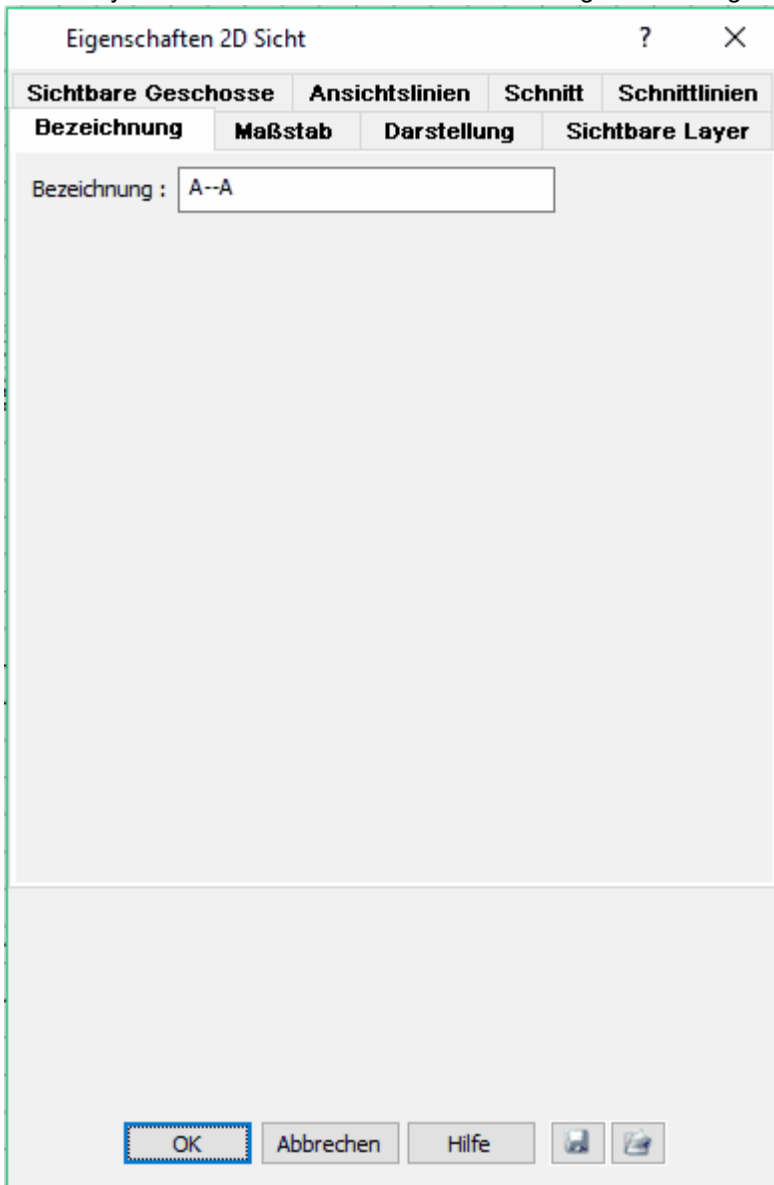 Eigenschaften 2D Sicht ?
Sichtbare Geschosse Ansichtslinien Schnitt Schnittlinien
Bezeichnung Maßstab Darstellung Sichtbare Layer
Bezeichnung : A--A
OK Abbrechen Hilfe